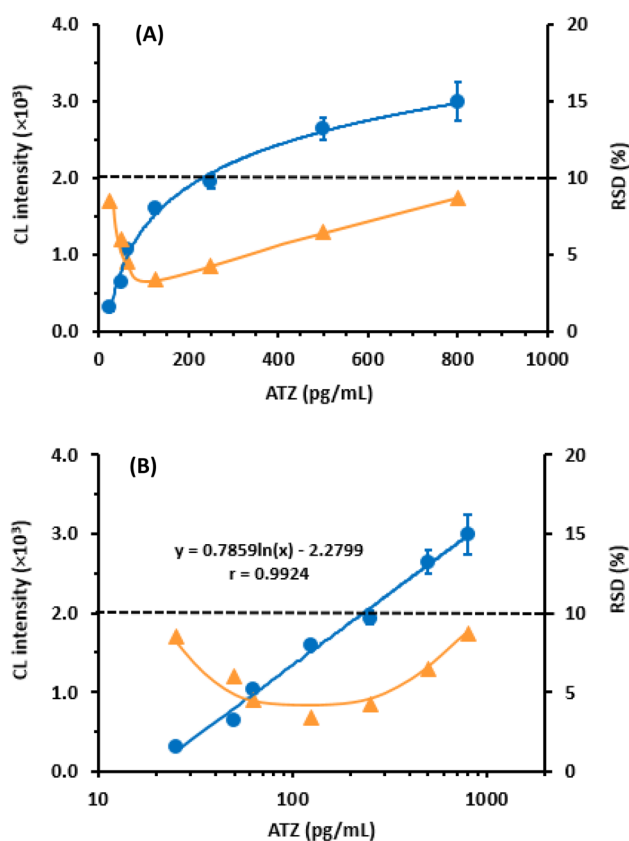 (A)
CL intensity (×10³)
4.0
3.0
2.0
1.0
0.0
20
15
10
5
0
RSD (%)
0 200 400 600 800 1000
ATZ (pg/mL)
(B)
y = 0.7859ln(x) - 2.2799
r = 0.9924
CL intensity (×10³)
4.0
3.0
2.0
1.0
0.0
20
15
10
5
0
RSD (%)
10 100 1000
ATZ (pg/mL)